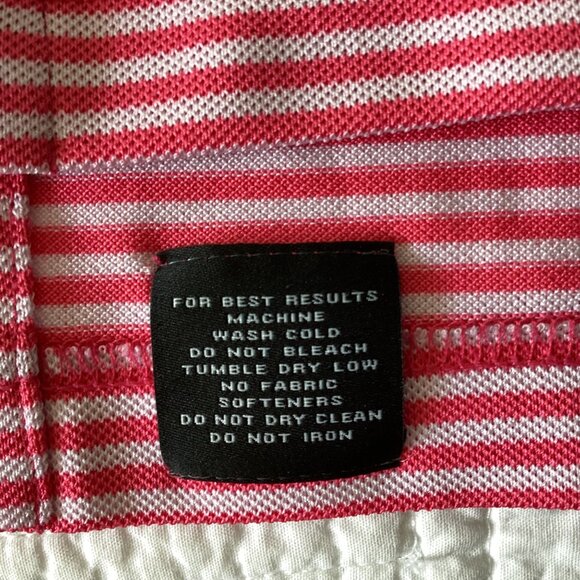 FOR BEST RESULTS
MACHINE
WASH COLD
DO NOT BLEACH
TUMBLE DRY LOW
NO FABRIC
SOFTENERS
DO NOT DRY CLEAN
DO NOT IRON